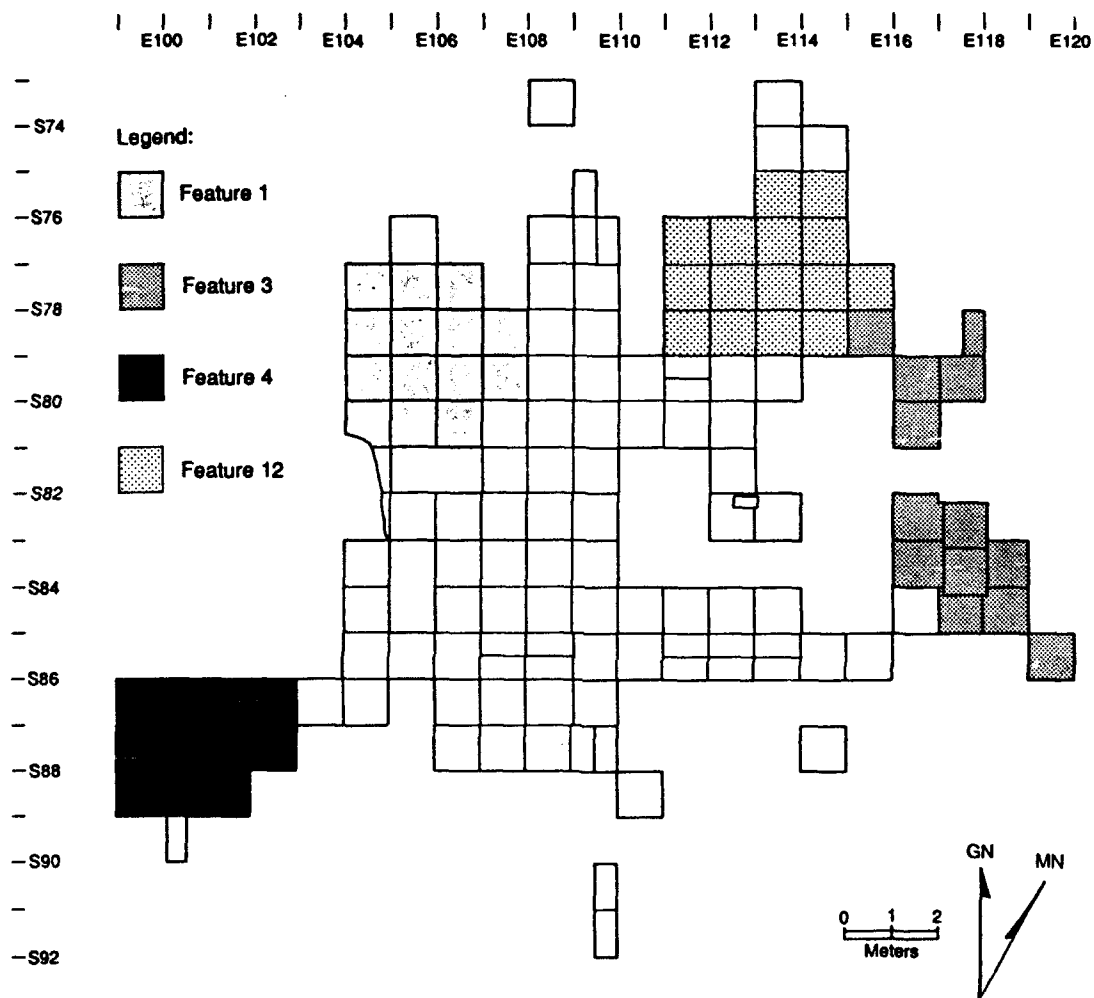 E100 E102 E104 E106 E108 E110 E112 E114 E116 E118 E120
S74
Legend:
Feature 1
S76
Feature 3
S78
Feature 4
S80
Feature 12
S82
S84
S86
S88
S90
GN MN
0 1 2
Meters
S92